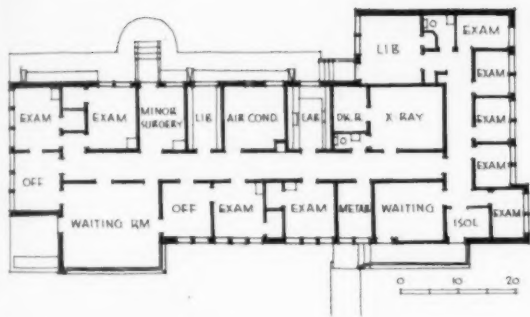 LIB
EXAM
EXAM
EXAM
EXAM
MINOR
SURGERY
LIB
AIR COND.
LAB
DK.R.
X-RAY
EXAM
EXAM
OFF
WAITING RM
OFF
EXAM
EXAM
METAB
WAITING
ISOL
EXAM
0 10 20